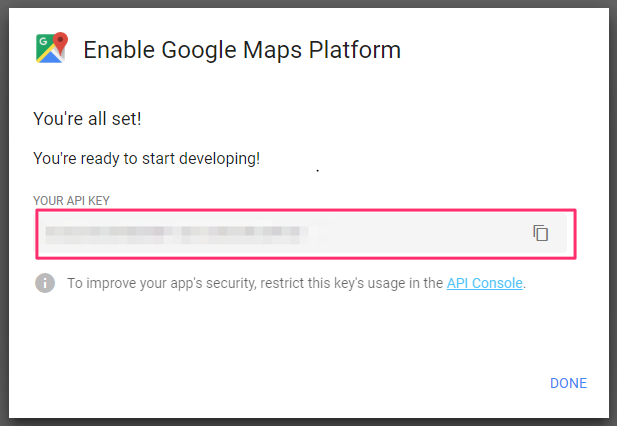 Enable Google Maps Platform
You're all set!
You're ready to start developing!
YOUR API KEY
To improve your app's security, restrict this key's usage in the API Console.
DONE